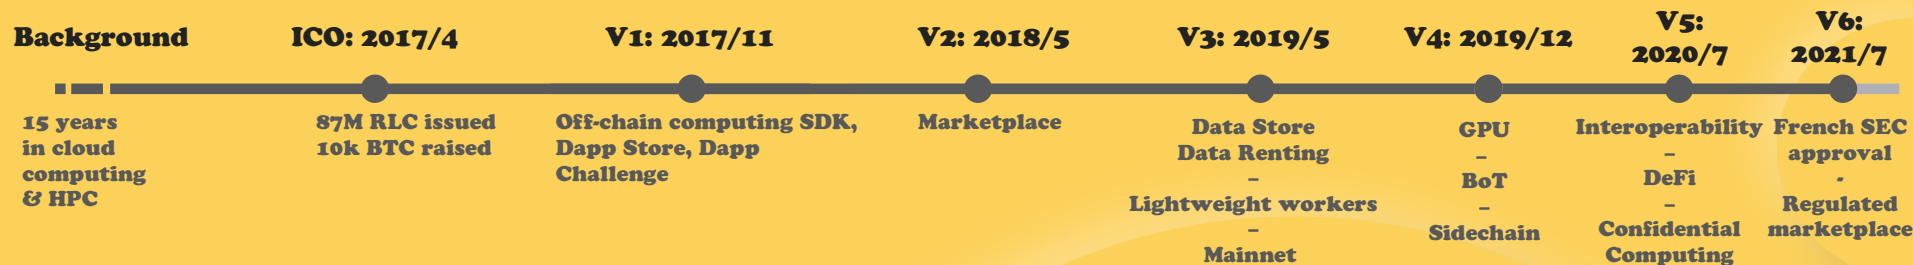 Background
15 years
in cloud
computing
& HPC
ICO: 2017/4
87M RLC issued
10k BTC raised
V1: 2017/11
Off-chain computing SDK,
Dapp Store, Dapp
Challenge
V2: 2018/5
Marketplace
V3: 2019/5
Data Store
Data Renting
–
Lightweight workers
–
Mainnet
V4: 2019/12
GPU
–
BoT
–
Sidechain
V5:
2020/7
Interoperability
–
DeFi
–
Confidential
Computing
V6:
2021/7
French SEC
approval
-
Regulated
marketplace